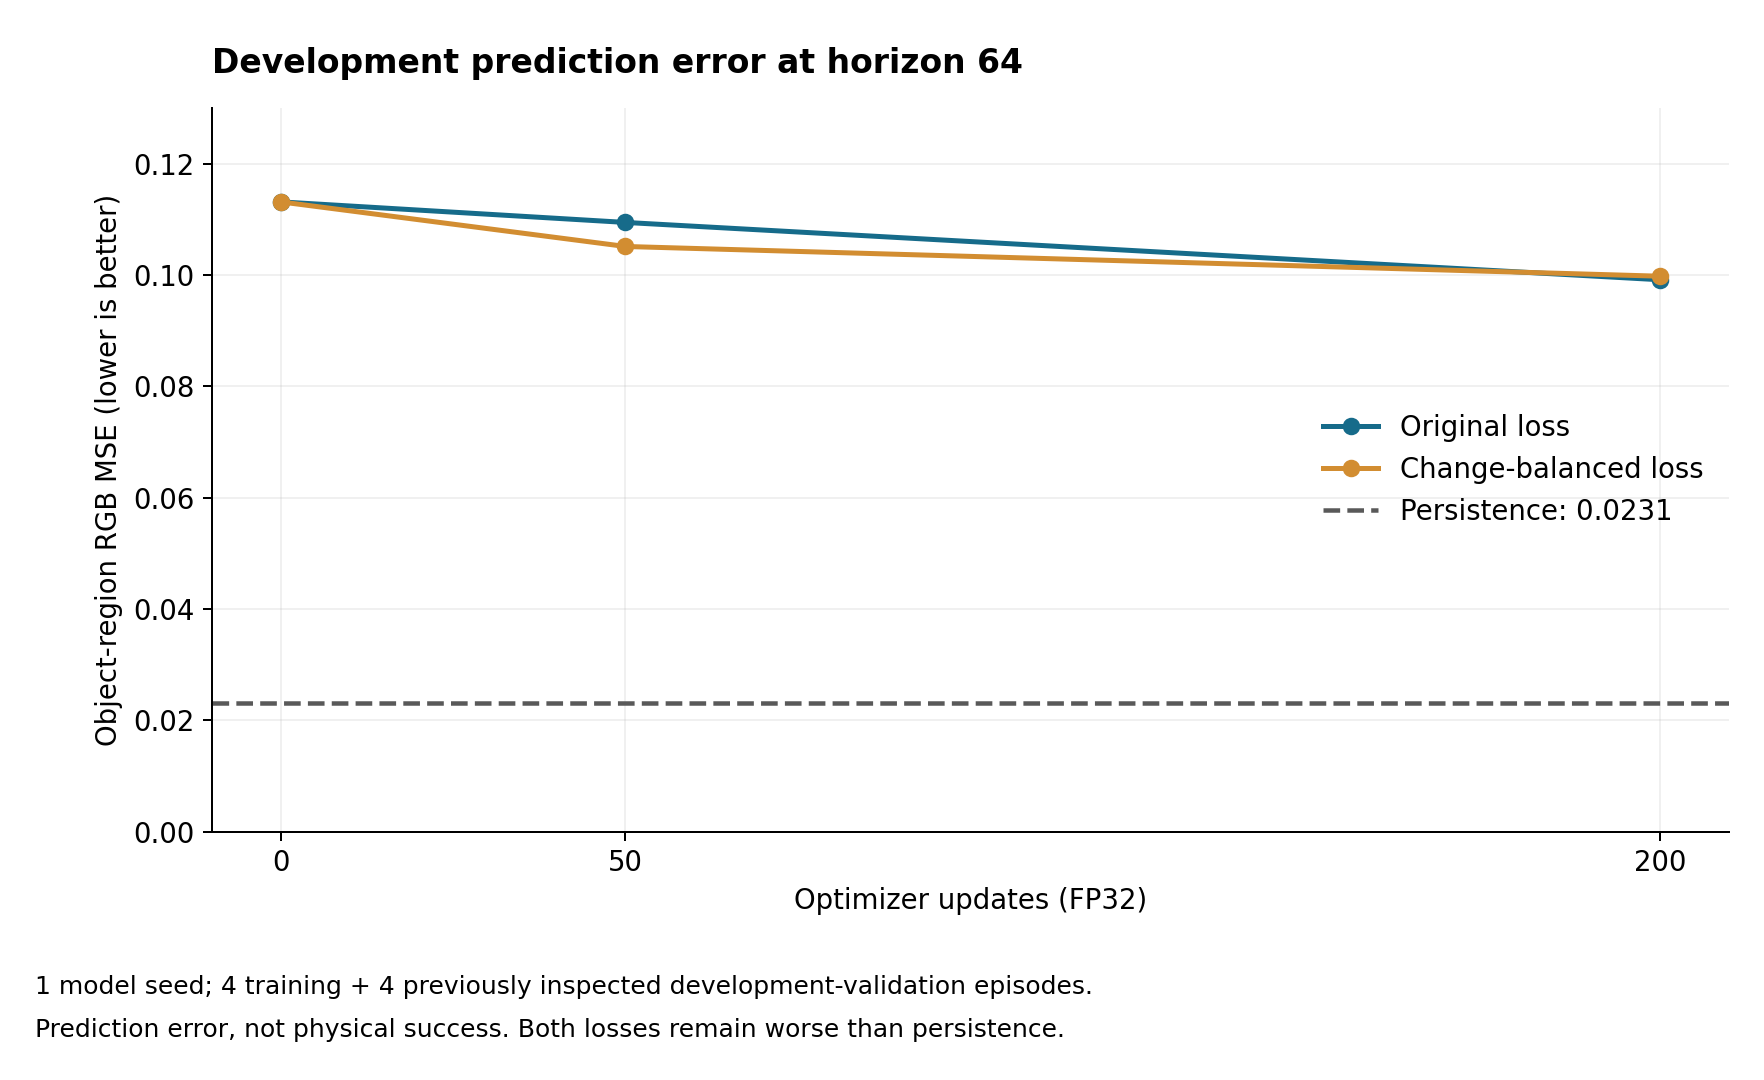 Development prediction error at horizon 64
Object-region RGB MSE (lower is better)
0.12
0.10
0.08
0.06
0.04
0.02
0.00
Original loss
Change-balanced loss
Persistence: 0.0231
0 50 200
Optimizer updates (FP32)
1 model seed; 4 training + 4 previously inspected development-validation episodes.
Prediction error, not physical success. Both losses remain worse than persistence.